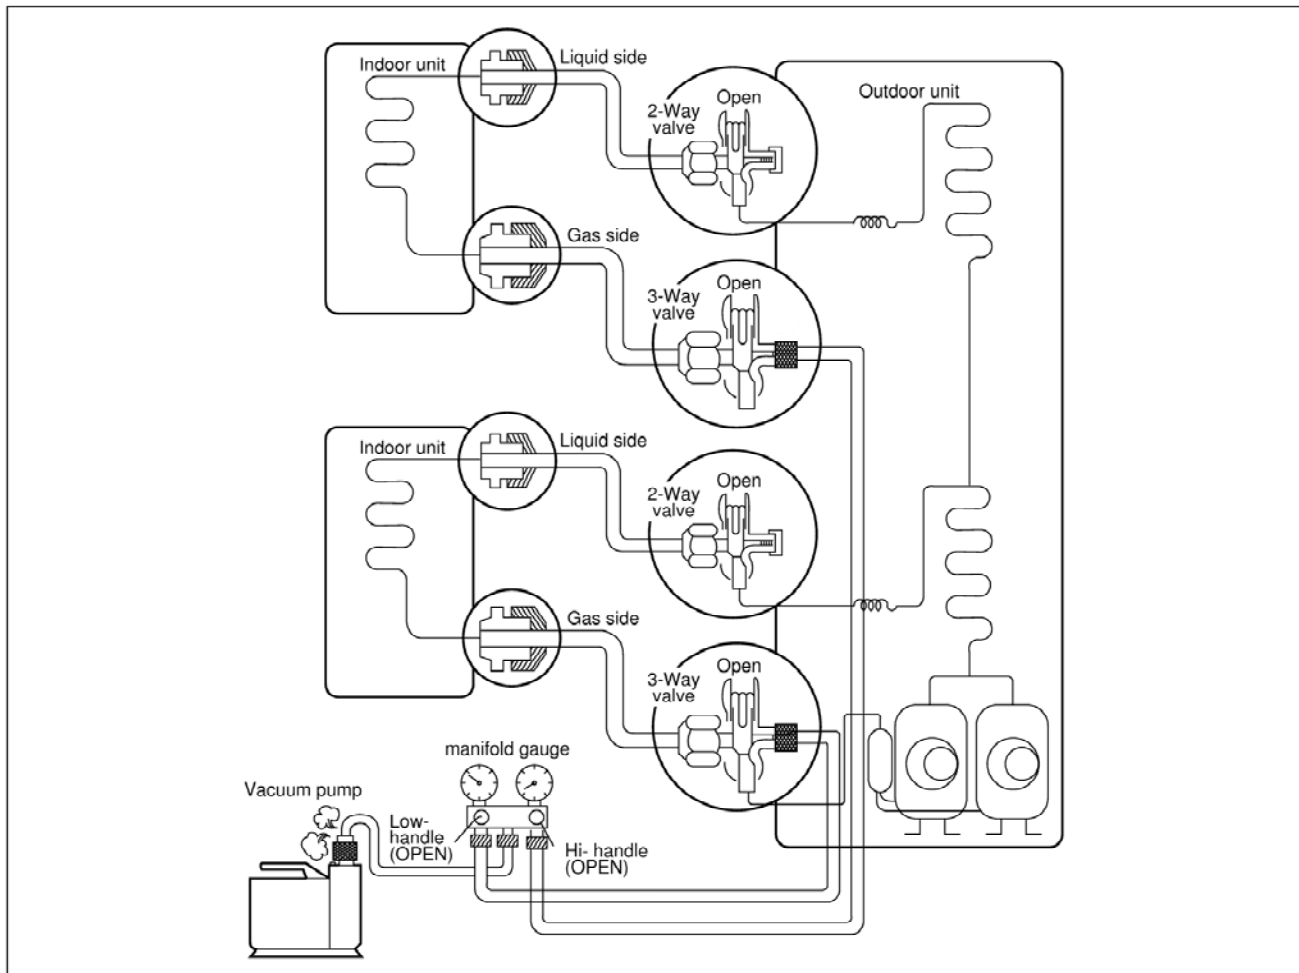 Indoor unit
Liquid side
2-Way
valve
Open
Outdoor unit
Gas side
3-Way
valve
Open
Indoor unit
Liquid side
2-Way
valve
Open
Gas side
3-Way
valve
Open
manifold gauge
Vacuum pump
Low-
handle
(OPEN)
Hi- handle
(OPEN)